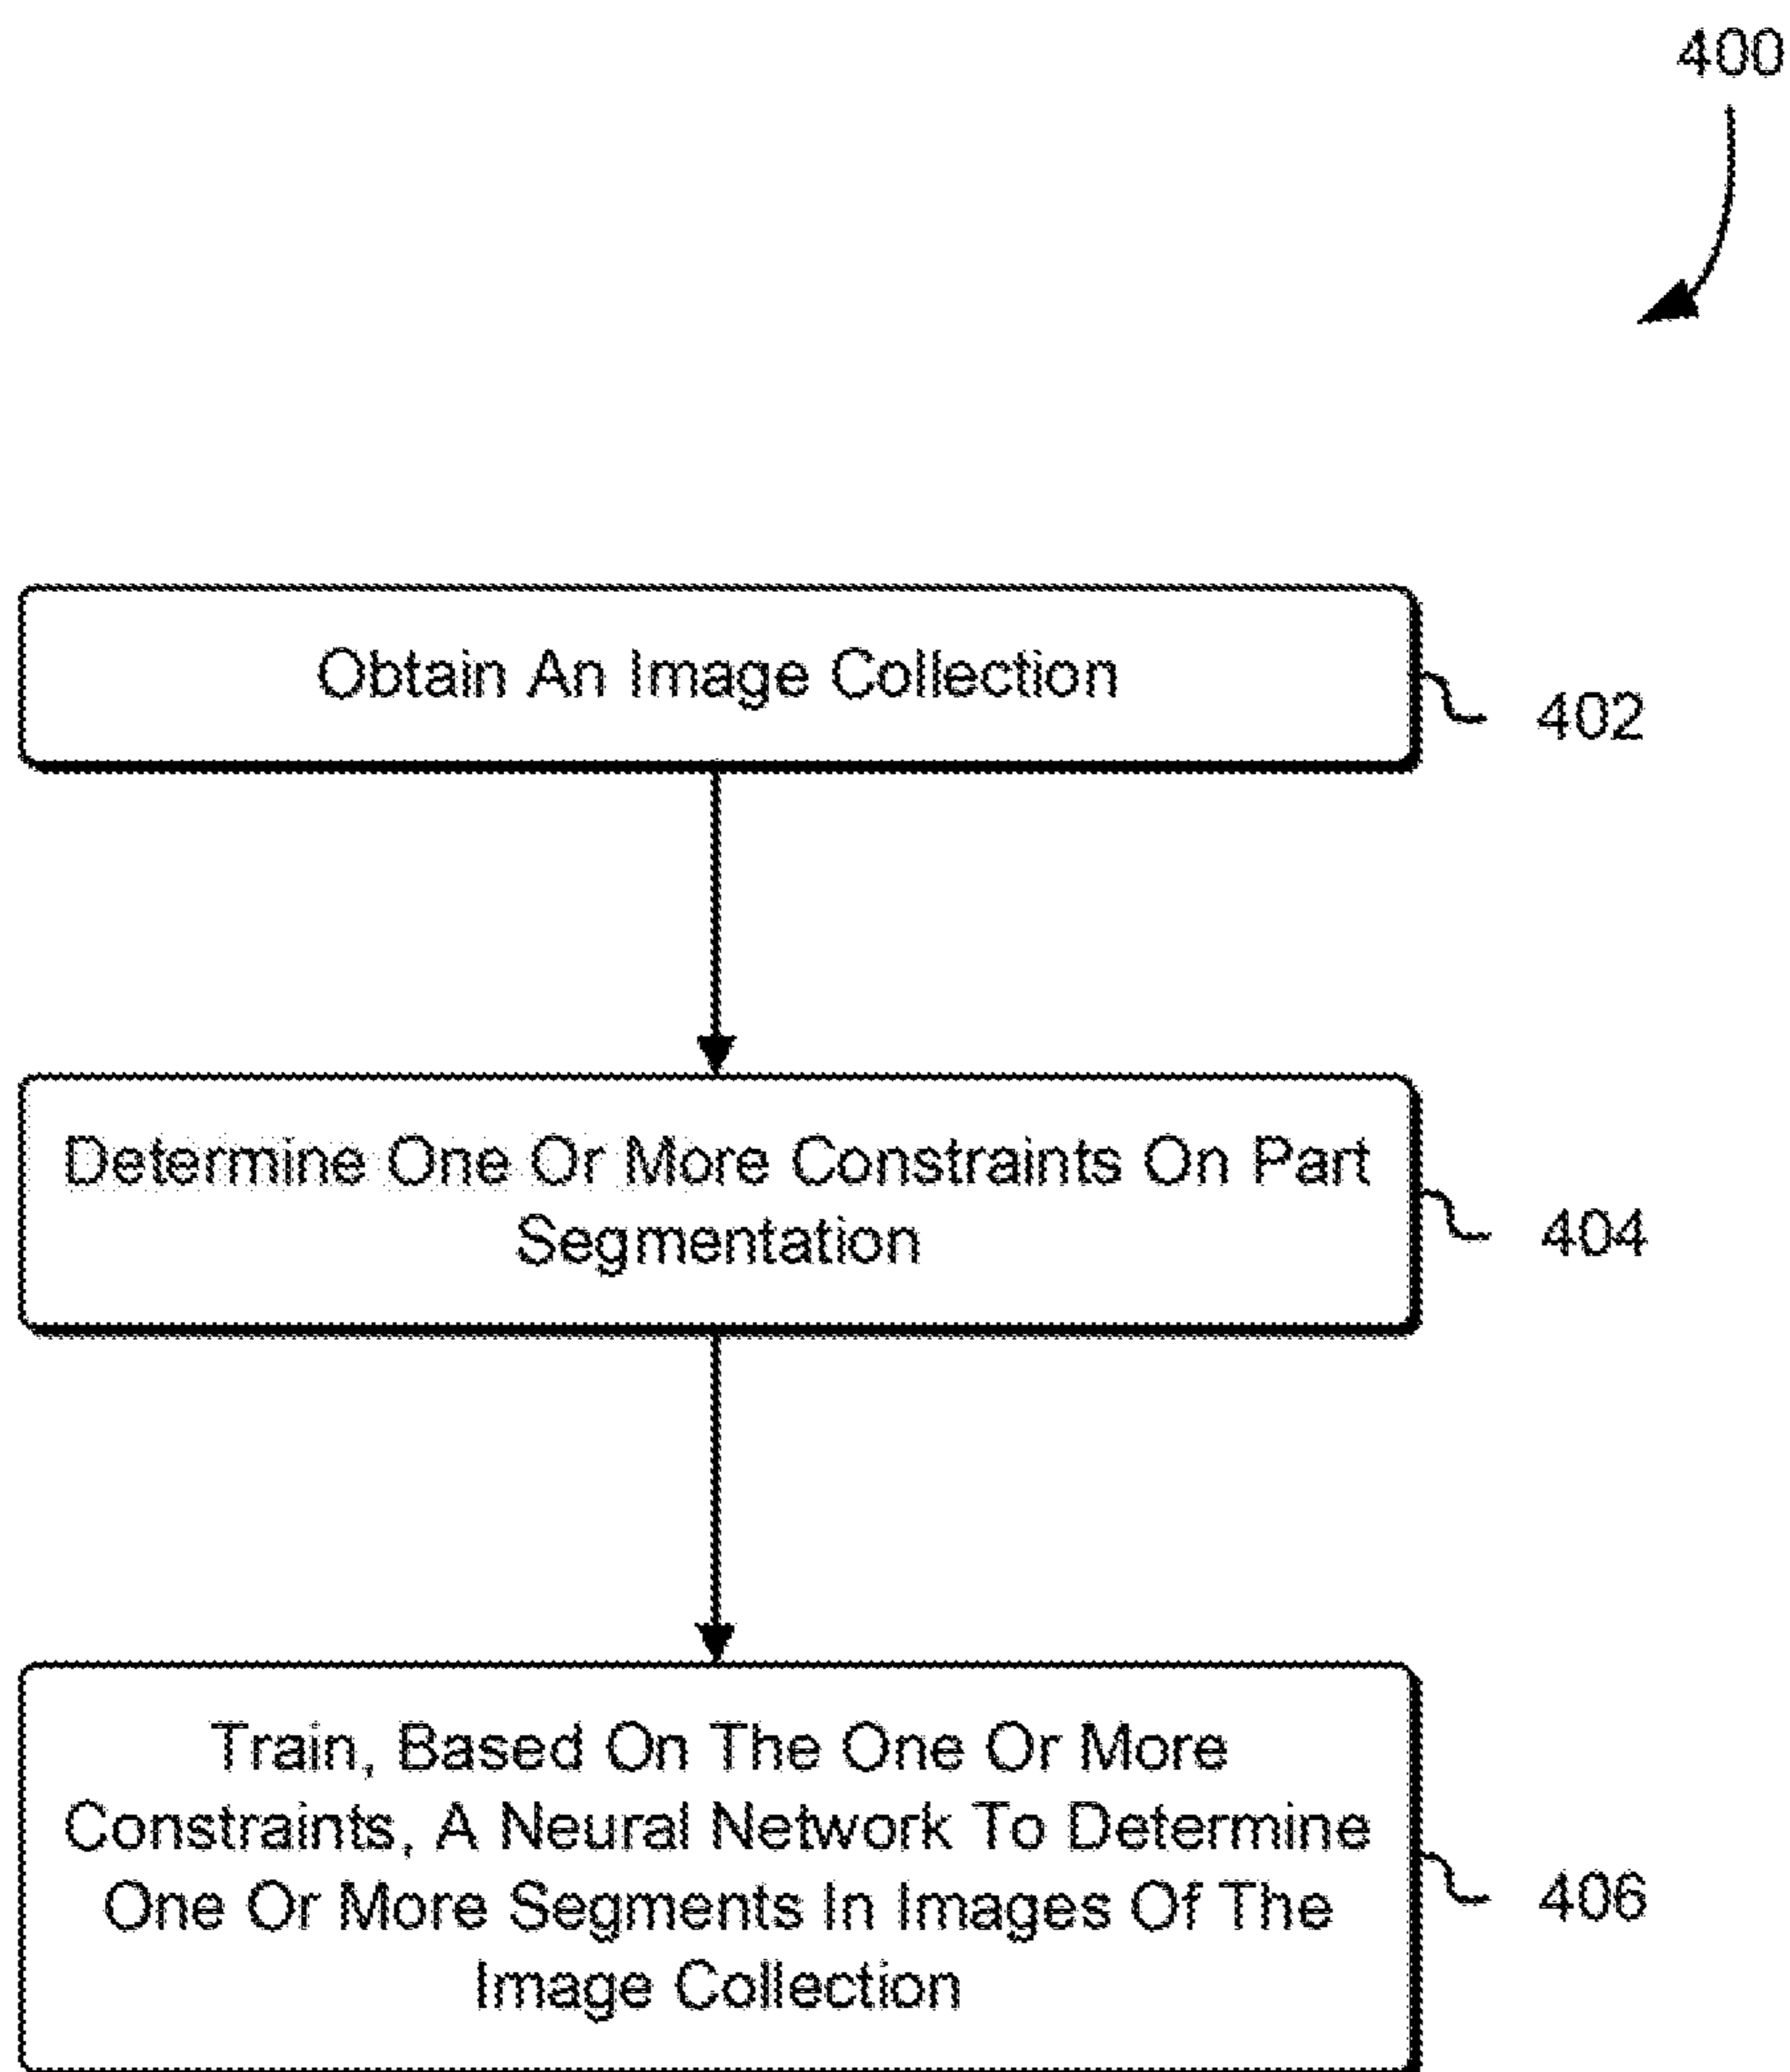 400
Obtain An Image Collection
402
Determine One Or More Constraints On Part
Segmentation
404
Train, Based On The One Or More
Constraints, A Neural Network To Determine
One Or More Segments In Images Of The
Image Collection
406